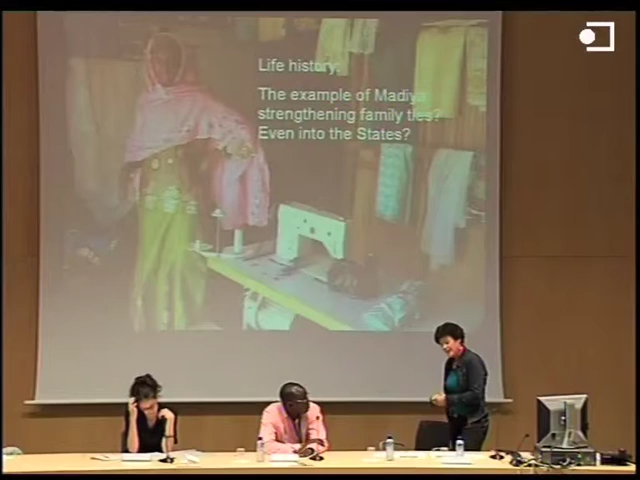 Life history;
The example of Madiya
strengthening family ties?
Even into the States?